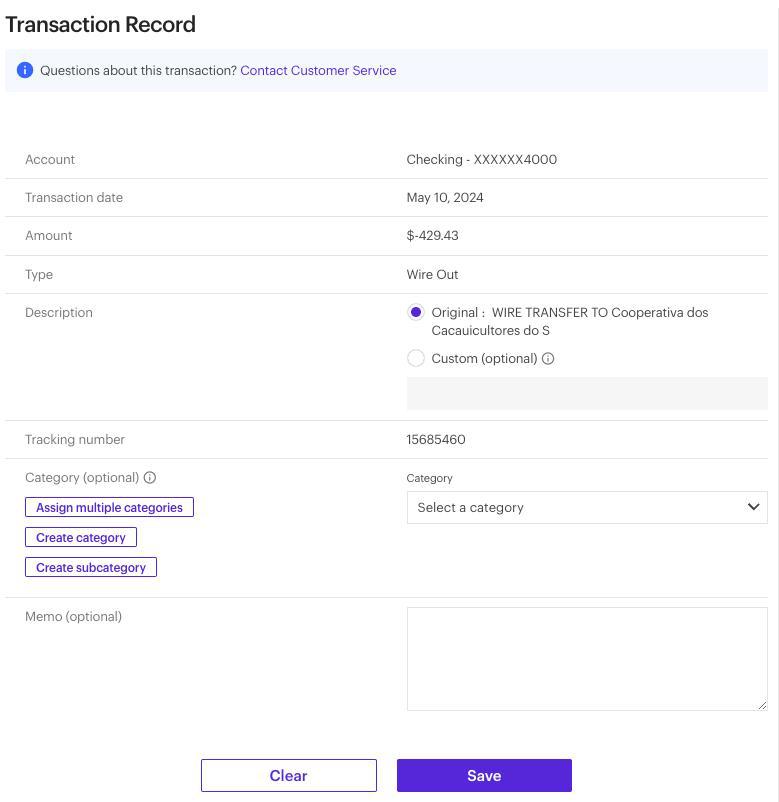 Transaction Record
Questions about this transaction? Contact Customer Service
Account Checking - XXXXXX4000
Transaction date May 10, 2024
Amount $-429.43
Type Wire Out
Description Original : WIRE TRANSFER TO Cooperativa dos
Cacauicultores do S
Custom (optional)
Tracking number 15685460
Category (optional) Category
Assign multiple categories Select a category
Create category
Create subcategory
Memo (optional)
Clear Save